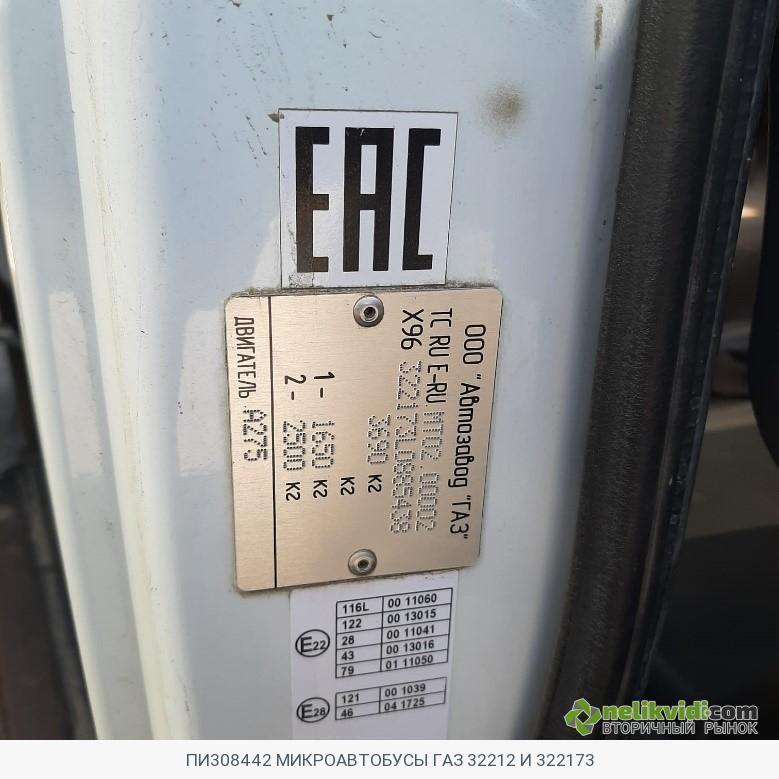 EAC
ООО "Автозавод "ГАЗ"
TC RU E-RU.МТ02.00002
X96 322173L0885438
3690 кг
кг
1- 1650 кг
2- 2500 кг
ДВИГАТЕЛЬ А275
E22
116L 00 11060
122 00 13015
28 00 11041
43 00 13016
79 01 11050
E28
121 00 1039
46 04 1725
nelikvidi.com
ВТОРИЧНЫЙ РЫНОК
ПИ308442 МИКРОАВТОБУСЫ ГАЗ 32212 И 322173